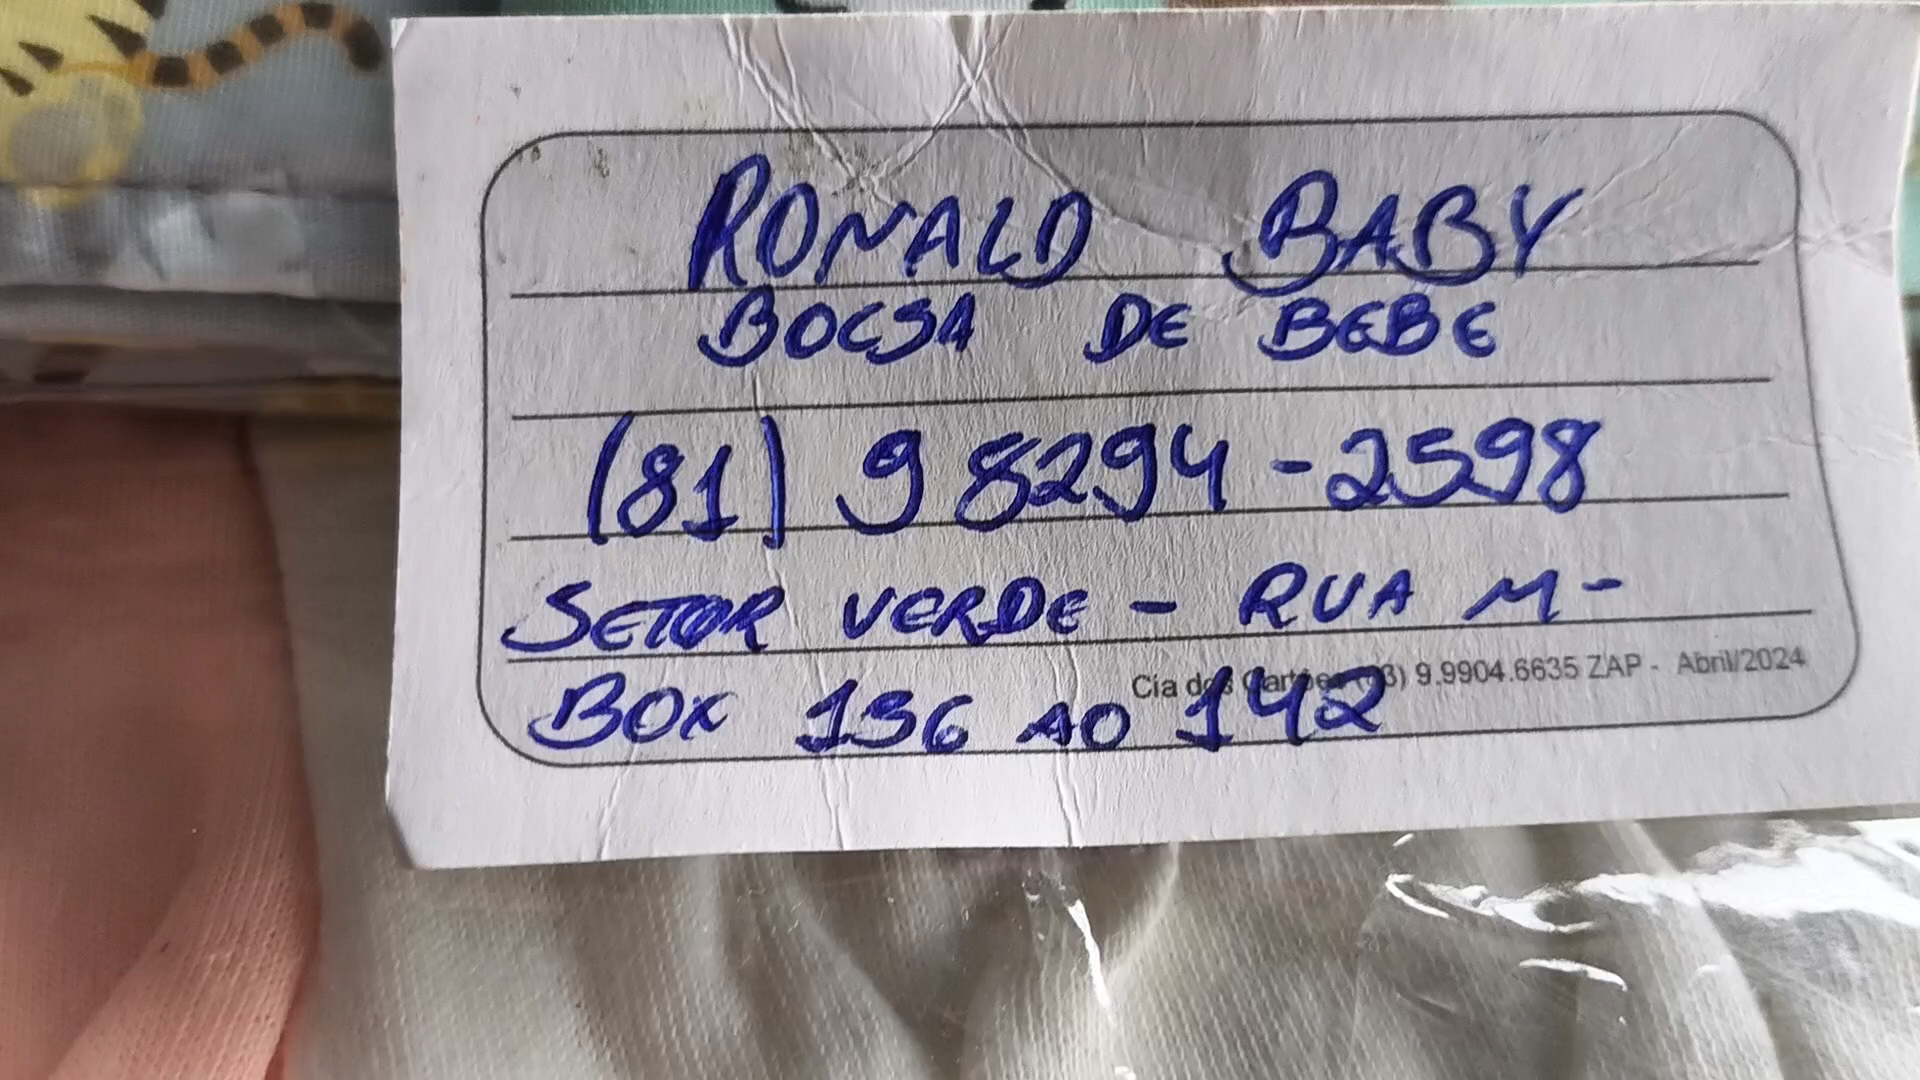 RONALD BABY
BOLSA DE BEBE
(81) 9 8294-2598
SETOR VERDE - RUA M-
Cia dos Cartões 3) 9.9904.6635 ZAP - Abril/2024
BOX 136 AO 142